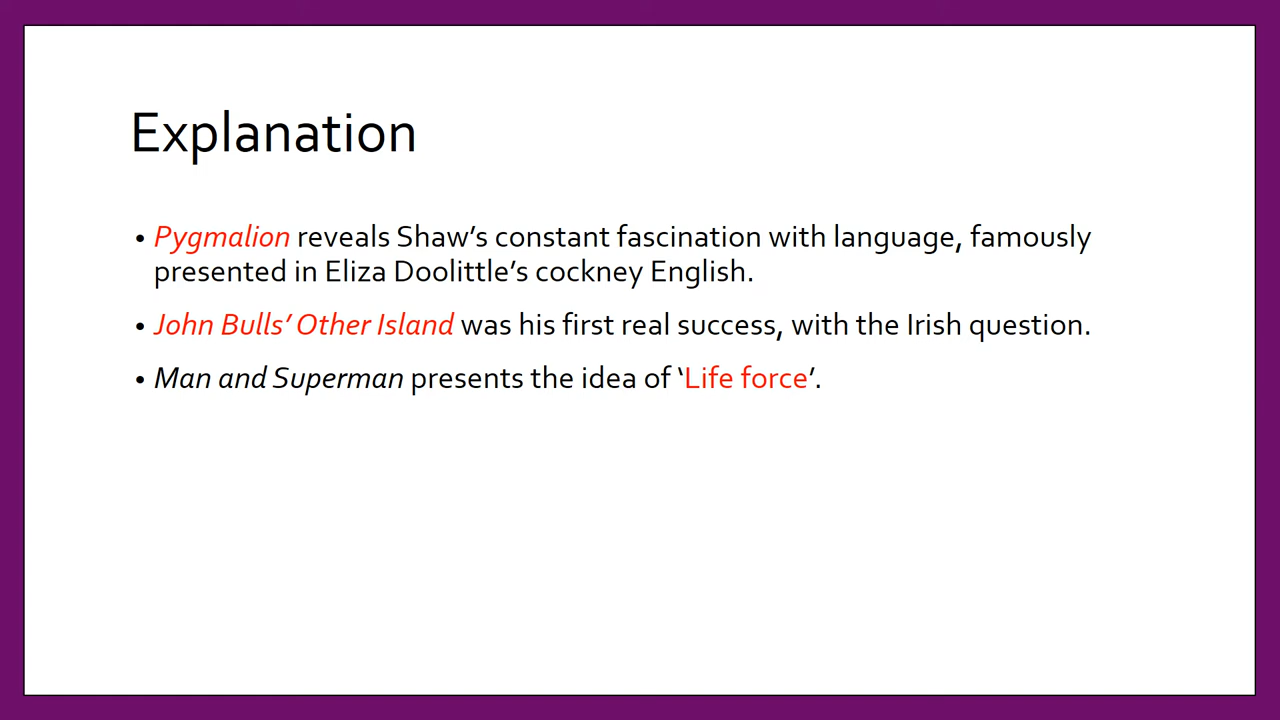 Explanation
• Pygmalion reveals Shaw’s constant fascination with language, famously
presented in Eliza Doolittle’s cockney English.
• John Bulls’ Other Island was his first real success, with the Irish question.
• Man and Superman presents the idea of ‘Life force’.